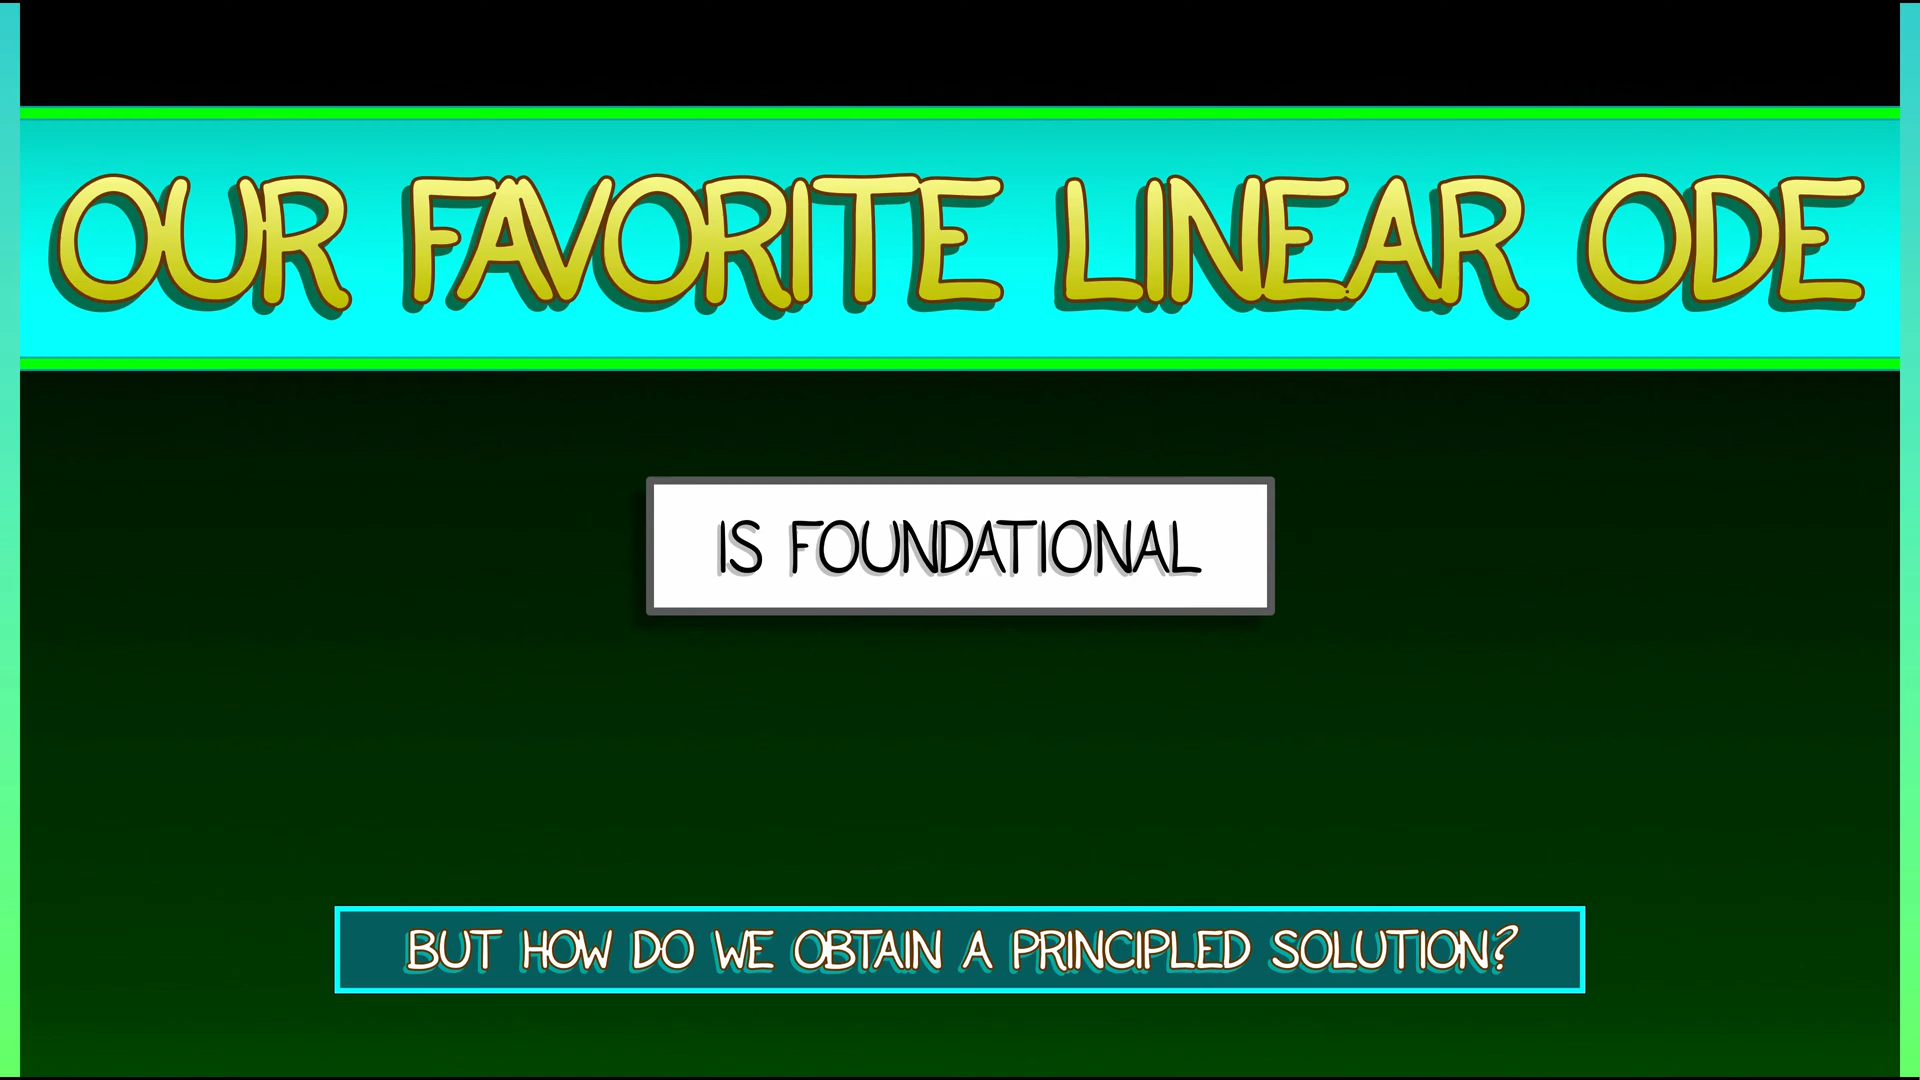 OUR FAVORITE LINEAR ODE
IS FOUNDATIONAL
BUT HOW DO WE OBTAIN A PRINCIPLED SOLUTION?